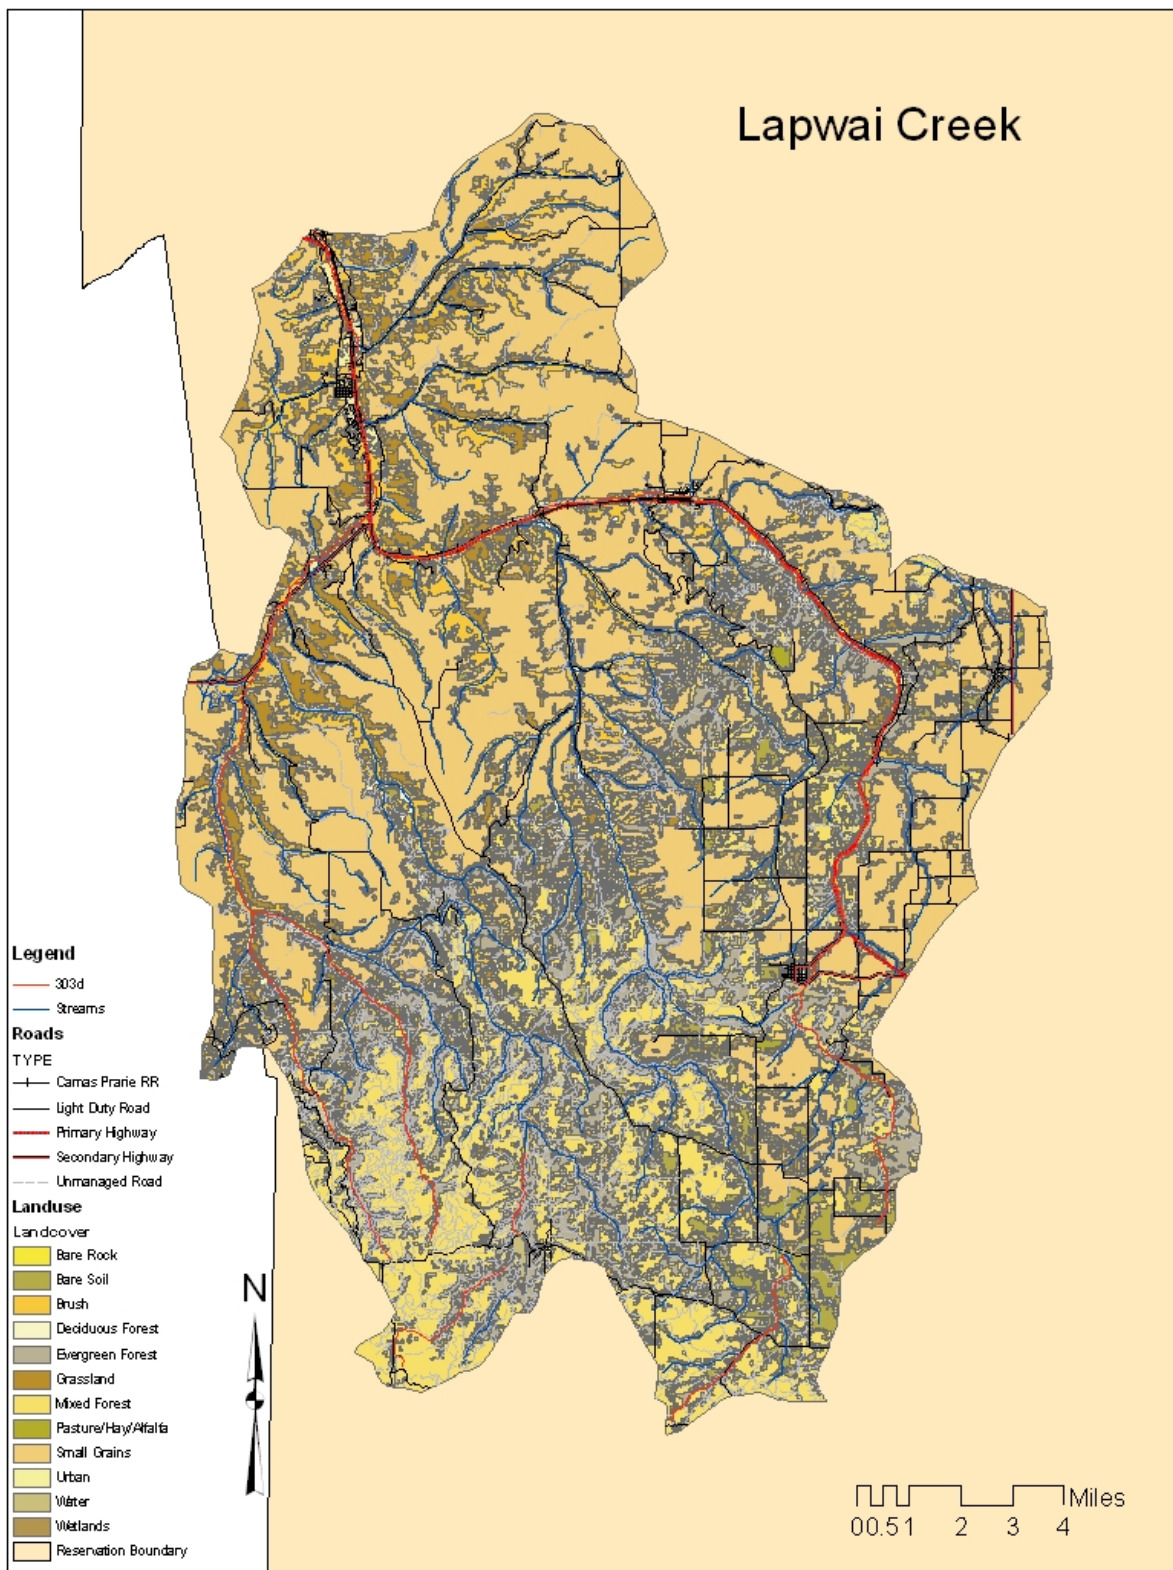 Lapwai Creek
Legend
303d
Streams
Roads
TYPE
Camas Prarie RR
Light Duty Road
Primary Highway
Secondary Highway
Unmanaged Road
Landuse
Landcover
Bare Rock
Bare Soil
Brush
Deciduous Forest
Evergreen Forest
Grassland
Mixed Forest
Pasture/Hay/Alfalfa
Small Grains
Urban
Water
Wetlands
Reservation Boundary
N
Miles
0 0.5 1 2 3 4